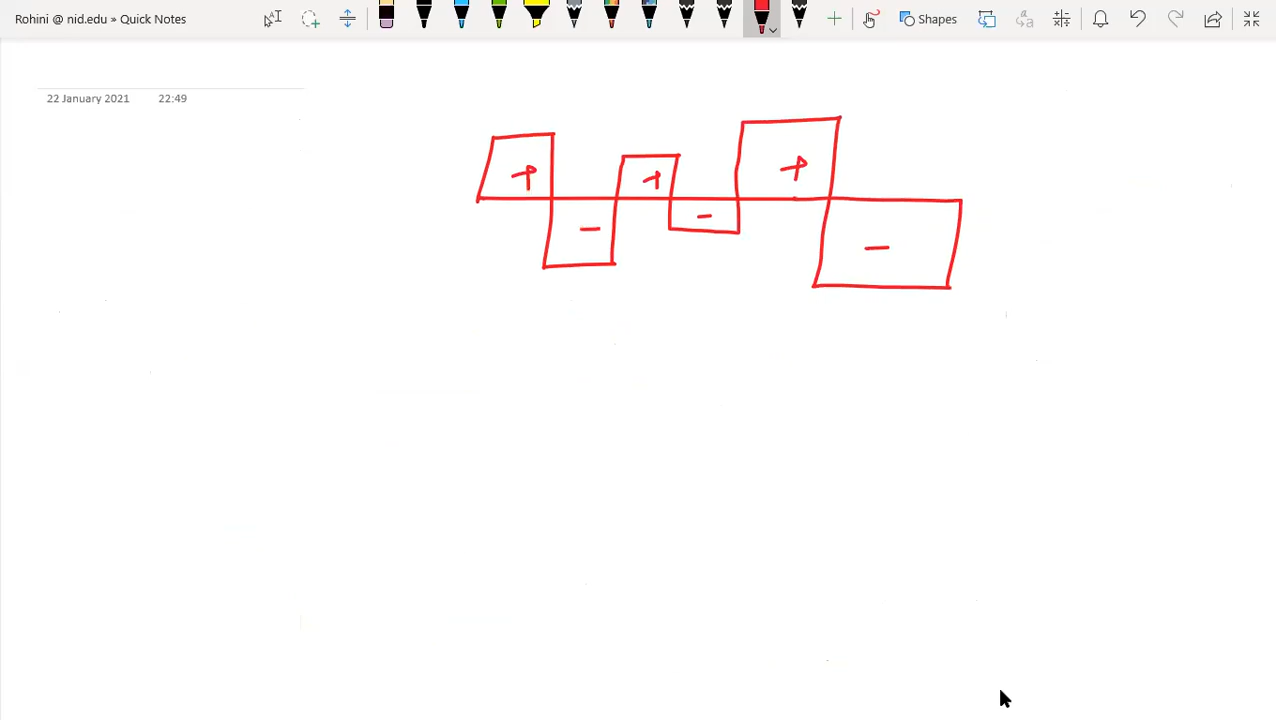 Rohini @ nid.edu » Quick Notes
Shapes
22 January 2021 22:49
+ + +
- - -